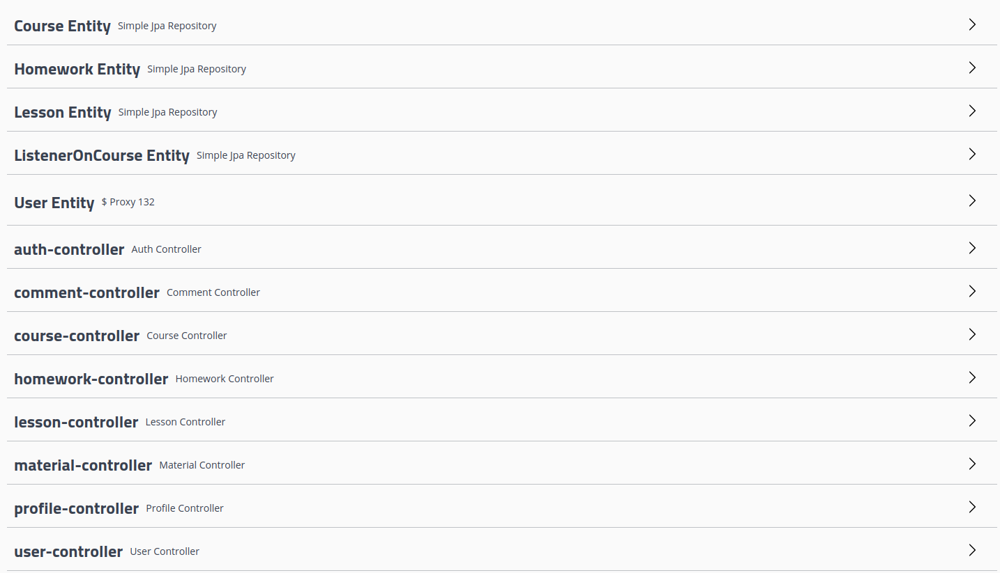 Course Entity Simple Jpa Repository
Homework Entity Simple Jpa Repository
Lesson Entity Simple Jpa Repository
ListenerOnCourse Entity Simple Jpa Repository
User Entity $ Proxy 132
auth-controller Auth Controller
comment-controller Comment Controller
course-controller Course Controller
homework-controller Homework Controller
lesson-controller Lesson Controller
material-controller Material Controller
profile-controller Profile Controller
user-controller User Controller